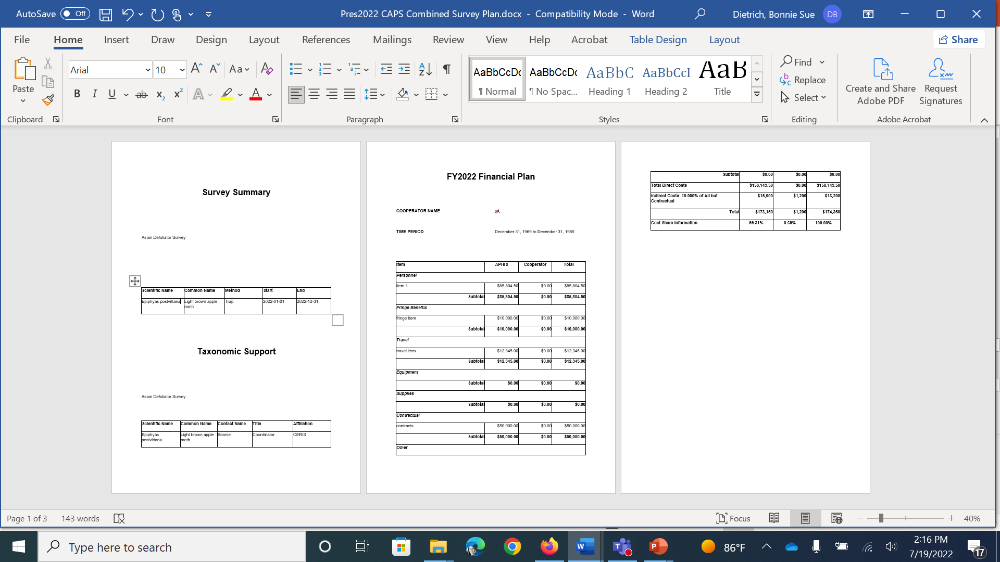 AutoSave Off Pres2022 CAPS Combined Survey Plan.docx - Compatibility Mode - Word Dietrich, Bonnie Sue DB
File Home Insert Draw Design Layout References Mailings Review View Help Acrobat Table Design Layout Share
Paste
Clipboard
Arial 10
Aa
B I U ab x2 x2 A A
Font
Paragraph
AaBbCcDc ¶ Normal
AaBbCcDc ¶ No Spac...
AaBbC Heading 1
AaBbCcI Heading 2
AaB Title
Styles
Find
Replace
Select
Editing
Create and Share Adobe PDF
Request Signatures
Adobe Acrobat
Survey Summary
Asian Defoliator Survey
Scientific Name Common Name Method Start End
Epiphyas postvittana Light brown apple moth Trap 2022-01-01 2022-12-31
Taxonomic Support
Asian Defoliator Survey
Scientific Name Common Name Contact Name Title Affiliation
Epiphyas postvittana Light brown apple moth Bonnie Coordinator CERIS
FY2022 Financial Plan
COOPERATOR NAME
TIME PERIOD December 31, 1969 to December 31, 1969
Item APHIS Cooperator Total
Personnel
item 1 $85,804.50 $0.00 $85,804.50
Subtotal $85,804.50 $0.00 $85,804.50
Fringe Benefits
fringe item $10,000.00 $0.00 $10,000.00
Subtotal $10,000.00 $0.00 $10,000.00
Travel
travel item $12,345.00 $0.00 $12,345.00
Subtotal $12,345.00 $0.00 $12,345.00
Equipment
Subtotal $0.00 $0.00 $0.00
Supplies
Subtotal $0.00 $0.00 $0.00
Contractual
contracts $50,000.00 $0.00 $50,000.00
Subtotal $50,000.00 $0.00 $50,000.00
Other
Subtotal $0.00 $0.00 $0.00
Total Direct Costs $158,149.50 $0.00 $158,149.50
Indirect Costs: 10.000% of All but Contractual $15,000 $1,200 $16,200
Total $173,150 $1,200 $174,350
Cost Share Information 99.31% 0.69% 100.00%
Page 1 of 3 143 words Focus 40%
Type here to search 86°F 2:16 PM
7/19/2022 17